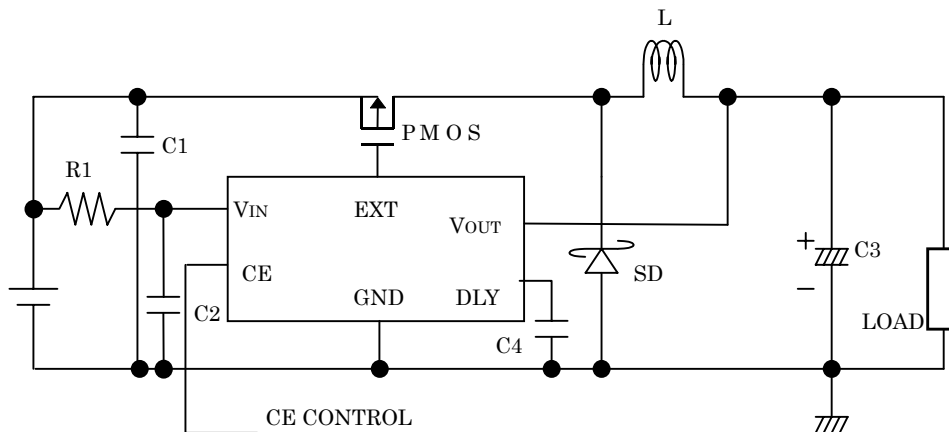 L
PMOS
C1
R1
VIN
EXT
VOUT
CE
SD
C3
GND
DLY
C2
LOAD
C4
CE CONTROL
+
−